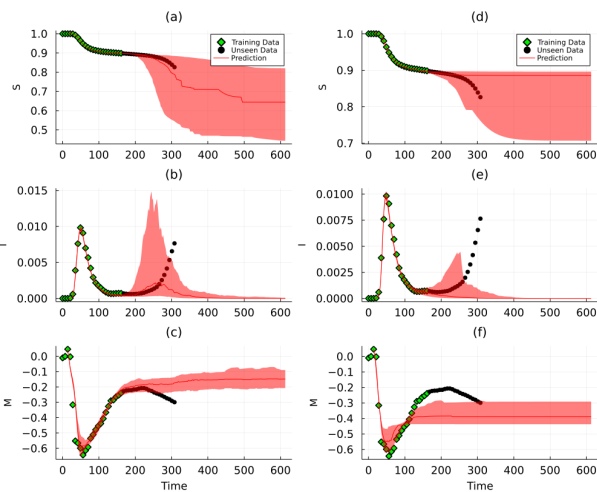 (a)
(d)
1.0
0.9
0.8
0.7
0.6
0.5
S
Training Data
Unseen Data
Prediction
0 100 200 300 400 500 600
1.0
0.9
0.8
0.7
S
Training Data
Unseen Data
Prediction
0 100 200 300 400 500 600
(b)
(e)
0.015
0.010
0.005
0.000
I
0 100 200 300 400 500 600
0.0100
0.0075
0.0050
0.0025
0.0000
I
0 100 200 300 400 500 600
(c)
(f)
0.0
−0.1
−0.2
−0.3
−0.4
−0.5
−0.6
M
0 100 200 300 400 500 600
Time
0.0
−0.1
−0.2
−0.3
−0.4
−0.5
−0.6
M
0 100 200 300 400 500 600
Time